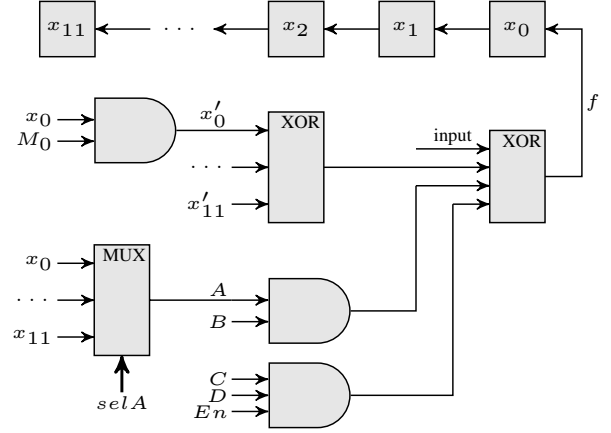 x₁₁ · · · x₂ x₁ x₀
f
x₀
M₀
x′₀
XOR
· · ·
x′₁₁
input
XOR
x₀
· · ·
x₁₁
MUX
selA
A
B
C
D
En